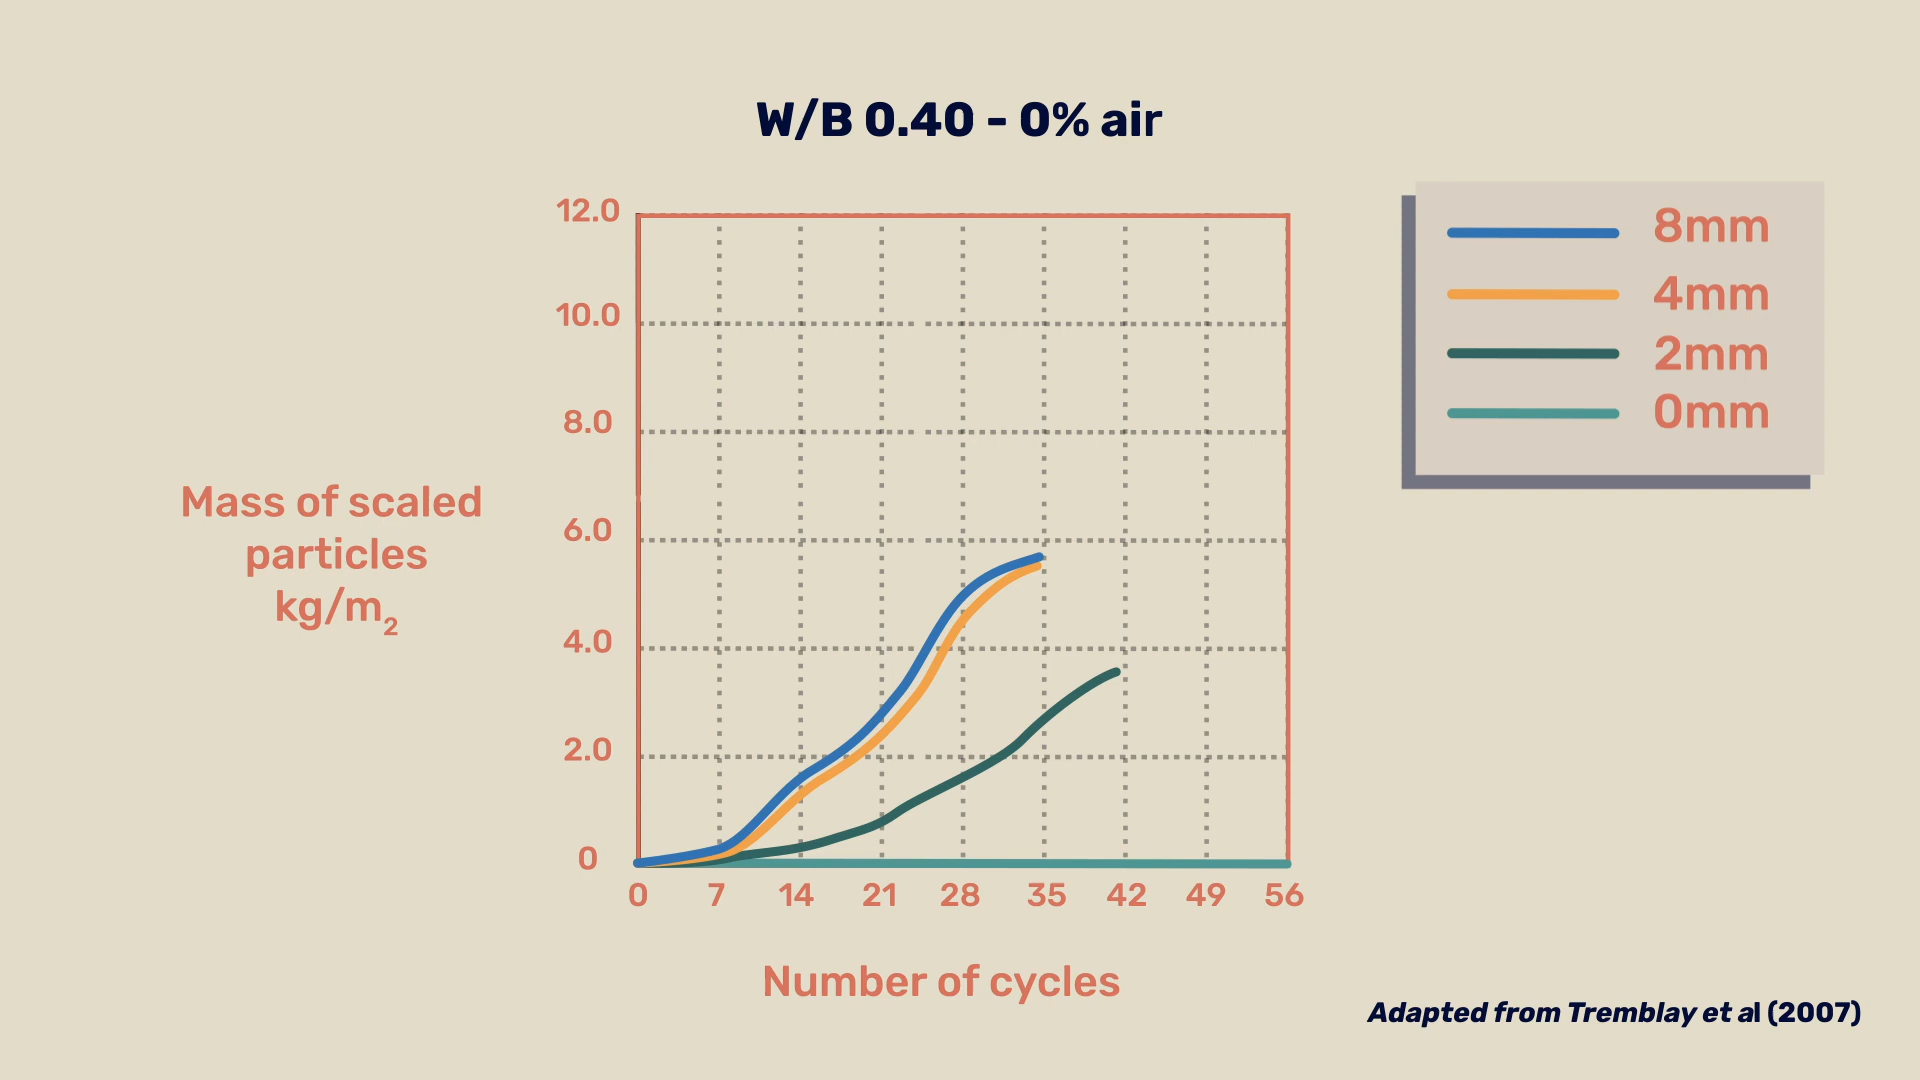 W/B 0.40 - 0% air
12.0
10.0
8.0
6.0
4.0
2.0
0
Mass of scaled
particles
kg/m₂
0 7 14 21 28 35 42 49 56
Number of cycles
8mm
4mm
2mm
0mm
Adapted from Tremblay et al (2007)